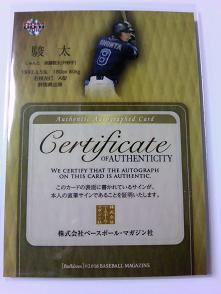 駿太
SHUNTA
8
Authentic Autographed Card
Certificate
OF AUTHENTICITY
WE CERTIFY THAT THE AUTOGRAPH
ON THIS CARD IS AUTHENTIC.
このカードの表面に書かれているサインが、
本人の直筆サインであることを証明いたします。
株式会社ベースボール・マガジン社
©2016 BASEBALL MAGAZINE